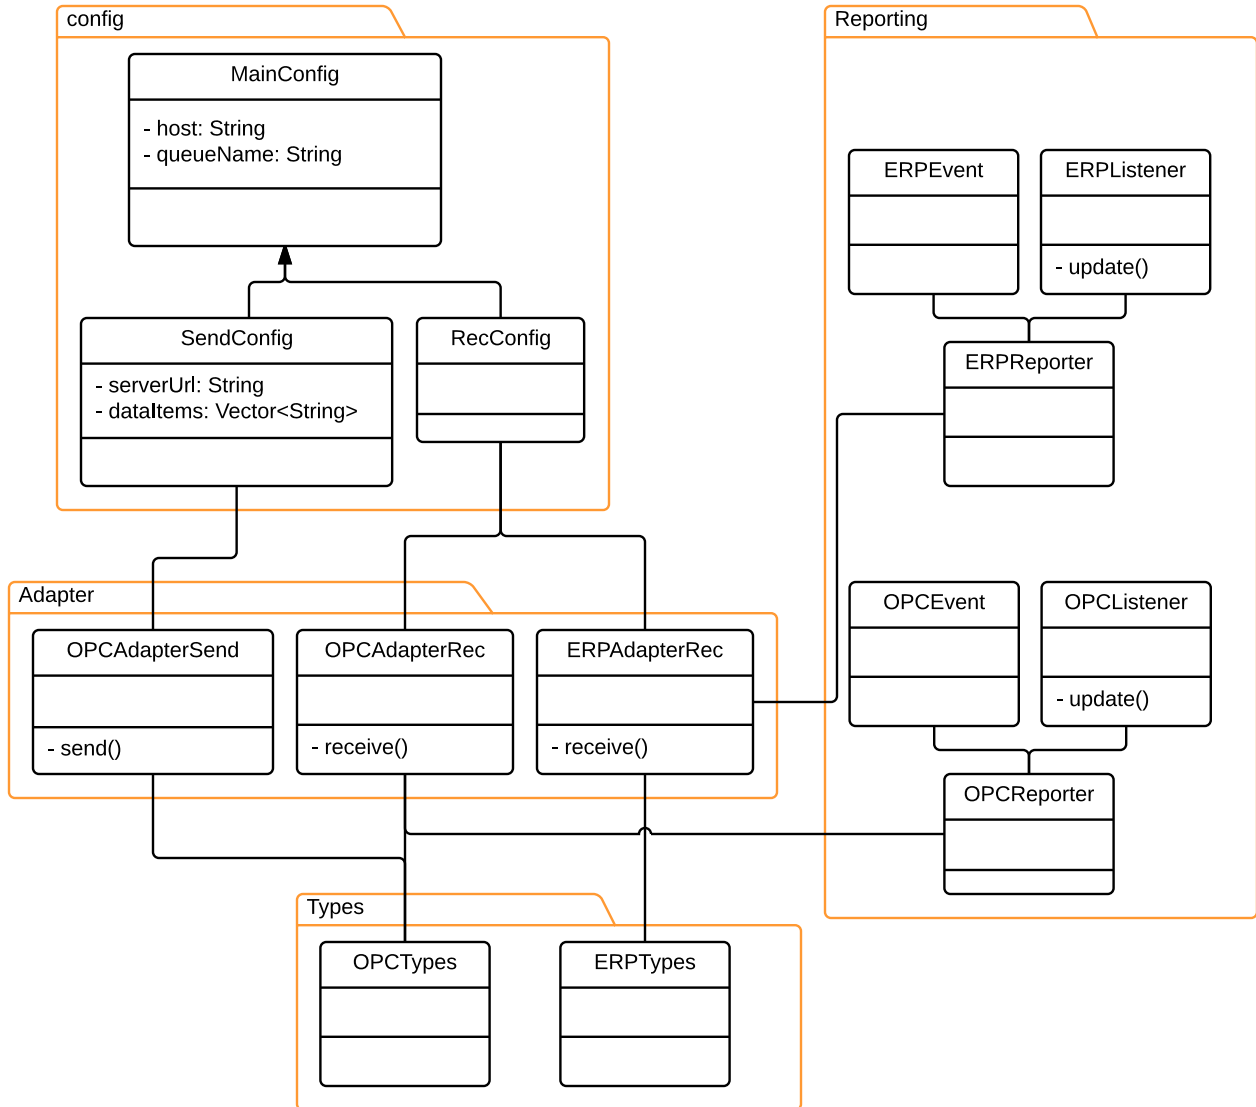 config
MainConfig
- host: String
- queueName: String
SendConfig
- serverUrl: String
- dataItems: Vector<String>
RecConfig
Reporting
ERPEvent
ERPListener
- update()
ERPReporter
OPCEvent
OPCListener
- update()
OPCReporter
Adapter
OPCAdapterSend
- send()
OPCAdapterRec
- receive()
ERPAdapterRec
- receive()
Types
OPCTypes
ERPTypes